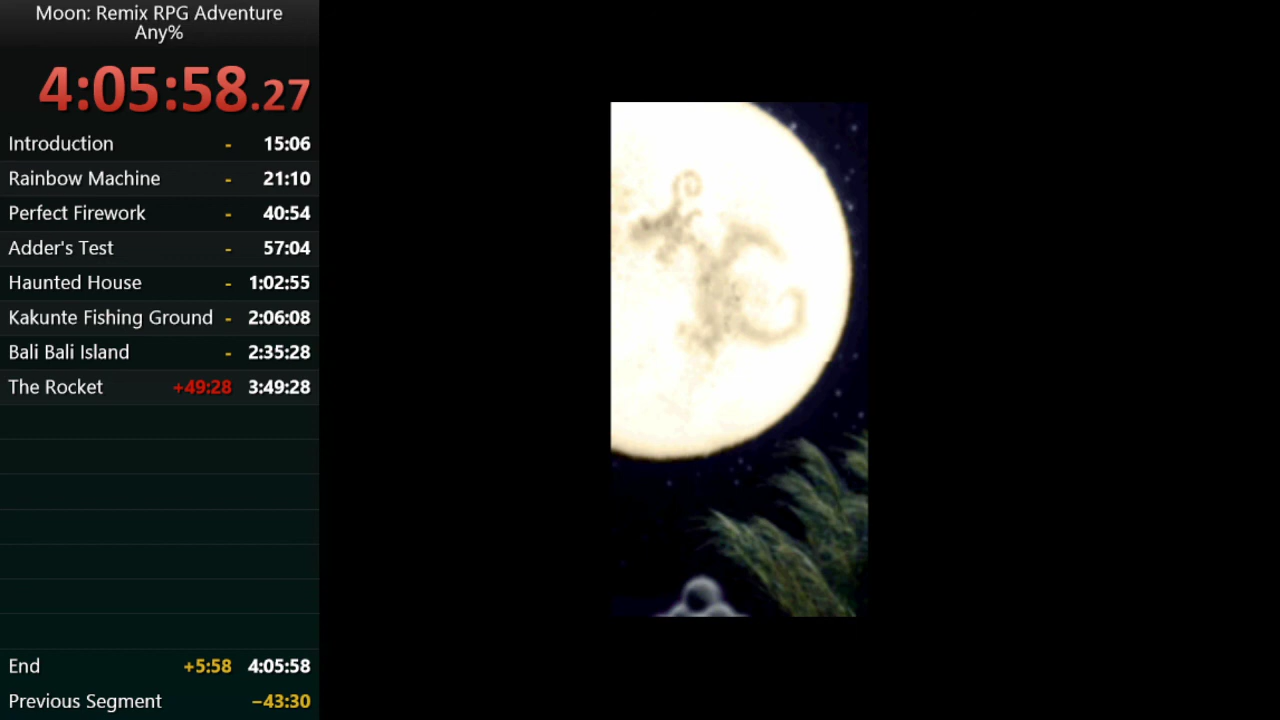 Moon: Remix RPG Adventure
Any%
4:05:58.27
Introduction - 15:06
Rainbow Machine - 21:10
Perfect Firework - 40:54
Adder's Test - 57:04
Haunted House - 1:02:55
Kakunte Fishing Ground - 2:06:08
Bali Bali Island - 2:35:28
The Rocket +49:28 3:49:28
End +5:58 4:05:58
Previous Segment −43:30